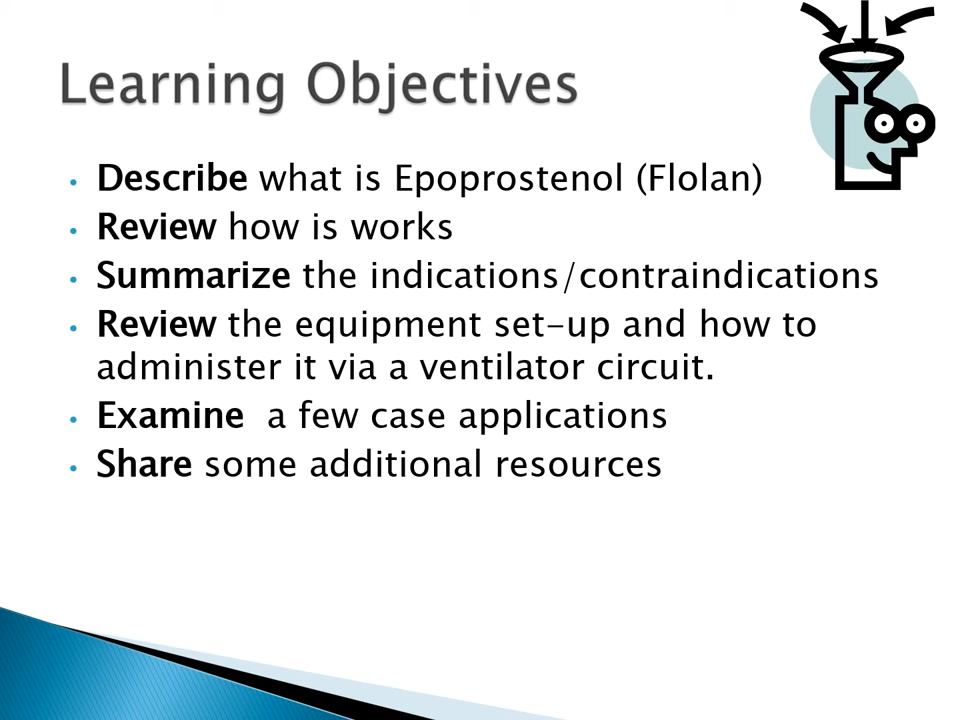 Learning Objectives
• Describe what is Epoprostenol (Flolan)
• Review how is works
• Summarize the indications/contraindications
• Review the equipment set-up and how to
administer it via a ventilator circuit.
• Examine  a few case applications
• Share some additional resources